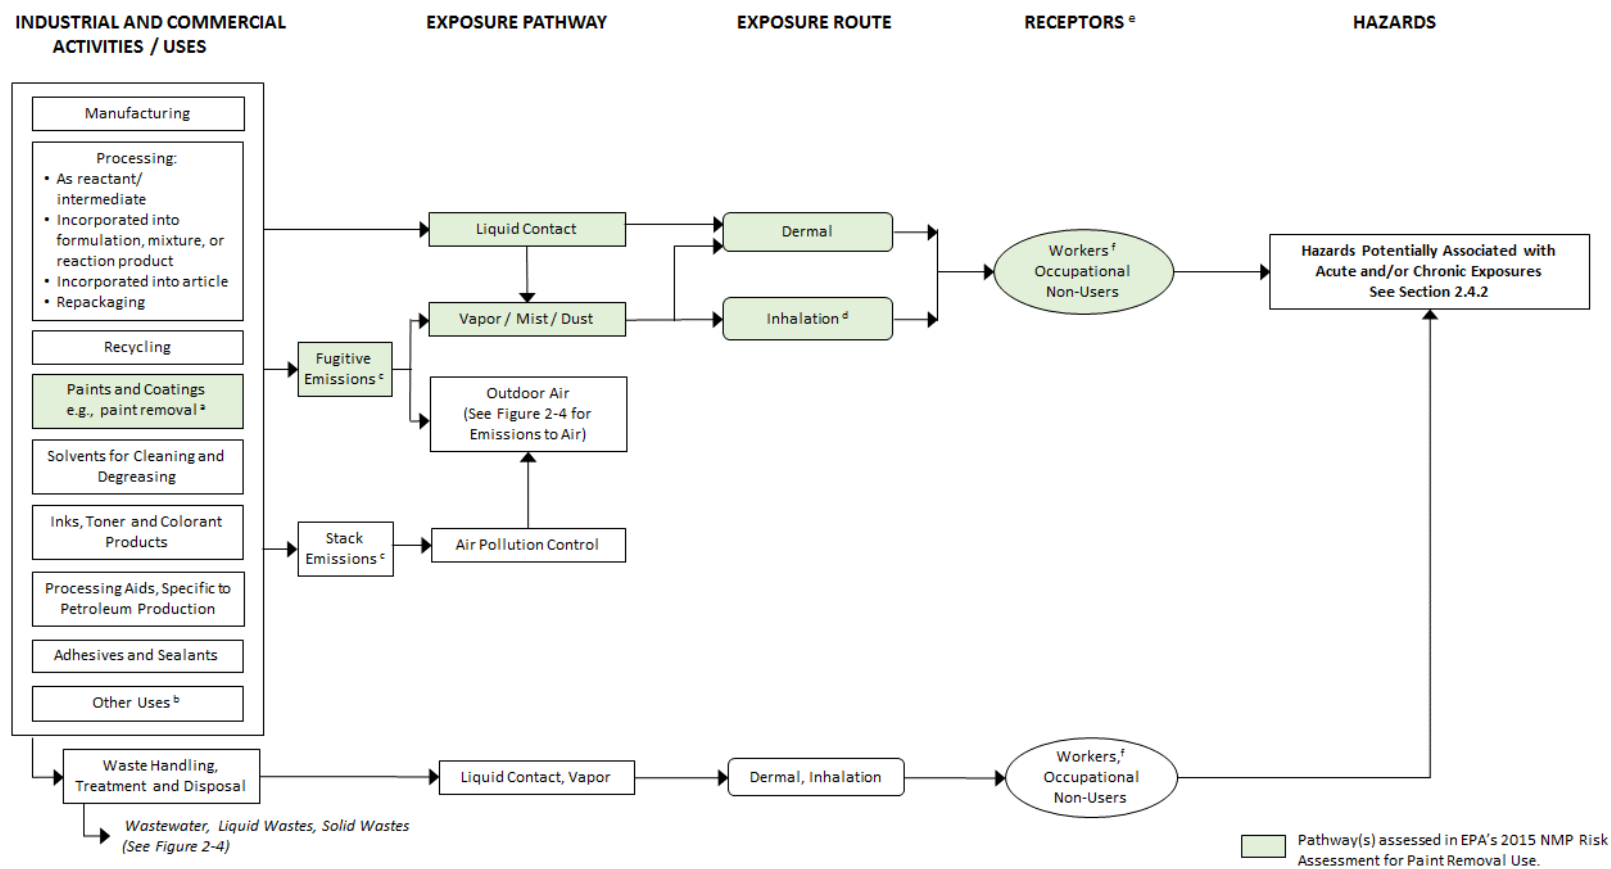 INDUSTRIAL AND COMMERCIAL
ACTIVITIES / USES
EXPOSURE PATHWAY
EXPOSURE ROUTE
RECEPTORS e
HAZARDS
Manufacturing
Processing:
• As reactant/
intermediate
• Incorporated into
formulation, mixture, or
reaction product
• Incorporated into article
• Repackaging
Recycling
Paints and Coatings
e.g., paint removal a
Solvents for Cleaning and
Degreasing
Inks, Toner and Colorant
Products
Processing Aids, Specific to
Petroleum Production
Adhesives and Sealants
Other Uses b
Waste Handling,
Treatment and Disposal
Wastewater, Liquid Wastes, Solid Wastes
(See Figure 2-4)
Fugitive
Emissions c
Stack
Emissions c
Liquid Contact
Vapor / Mist / Dust
Outdoor Air
(See Figure 2-4 for
Emissions to Air)
Air Pollution Control
Liquid Contact, Vapor
Dermal
Inhalation d
Dermal, Inhalation
Workers f
Occupational
Non-Users
Workers, f
Occupational
Non-Users
Hazards Potentially Associated with
Acute and/or Chronic Exposures
See Section 2.4.2
Pathway(s) assessed in EPA's 2015 NMP Risk
Assessment for Paint Removal Use.